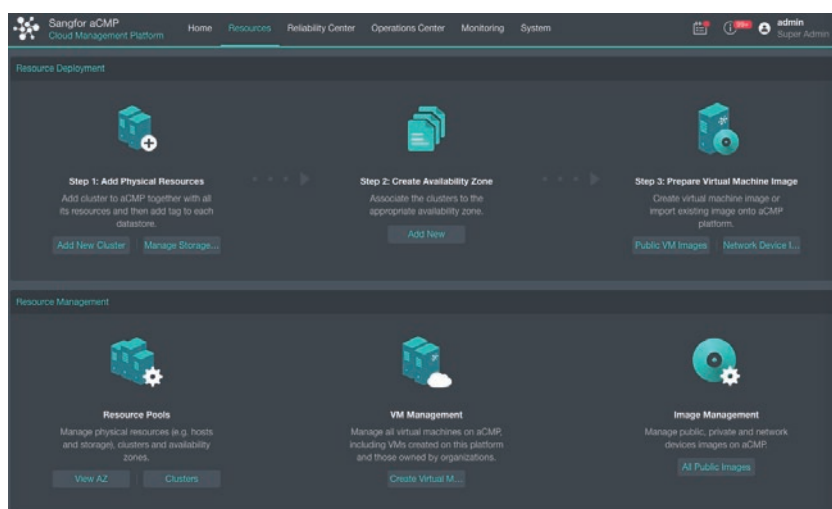 Sangfor aCMP
Cloud Management Platform
Home
Resources
Reliability Center
Operations Center
Monitoring
System
99+
admin
Super Admin
Resource Deployment
Step 1: Add Physical Resources
Add cluster to aCMP together with all
its resources and then add tag to each
datastore.
Add New Cluster
Manage Storage...
Step 2: Create Availability Zone
Associate the clusters to the
appropriate availability zone.
Add New
Step 3: Prepare Virtual Machine Image
Create virtual machine image or
import existing image onto aCMP
platform.
Public VM Images
Network Device I...
Resource Management
Resource Pools
Manage physical resources (e.g. hosts
and storage), clusters and availability
zones.
View AZ
Clusters
VM Management
Manage all virtual machines on aCMP,
including VMs created on this platform
and those owned by organizations.
Create Virtual M...
Image Management
Manage public, private and network
devices images on aCMP.
All Public Images